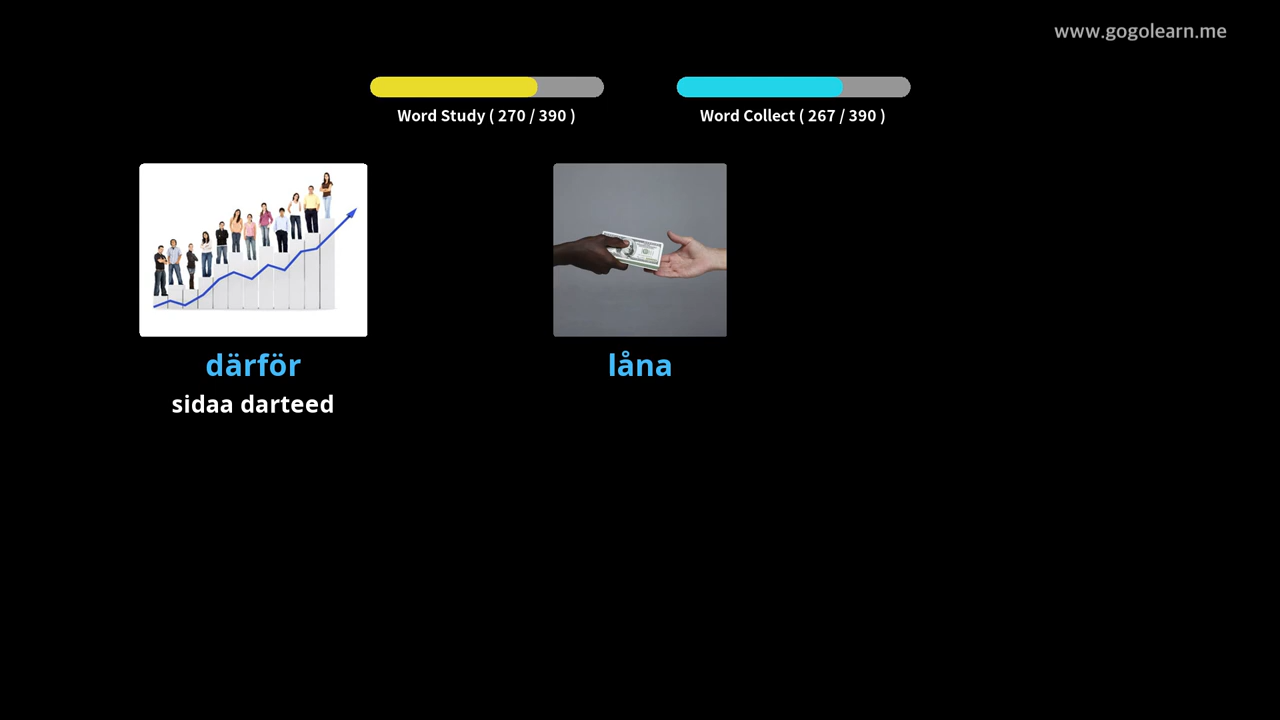 www.gogolearn.me
Word Study ( 270 / 390 )
Word Collect ( 267 / 390 )
därför
låna
sidaa darteed